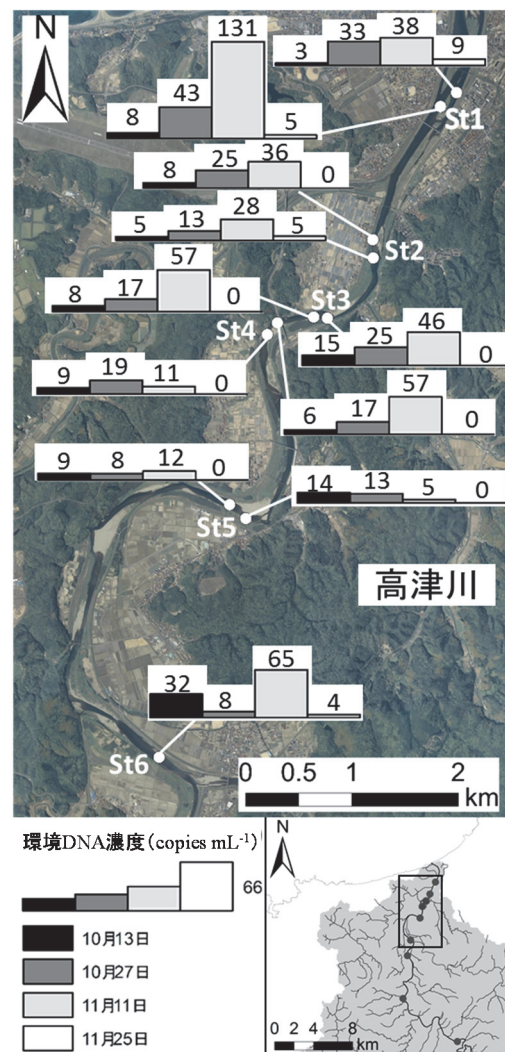 N
131
3 33 38 9
8 43 5
St1
8 25 36 0
5 13 28 5
St2
8 17 57 0
St3
St4
15 25 46 0
9 19 11 0
6 17 57 0
9 8 12 0
14 13 5 0
St5
高津川
32 8 65 4
St6
0 0.5 1 2
km
環境DNA濃度(copies mL-1)
66
10月13日
10月27日
11月11日
11月25日
N
0 2 4 8
km